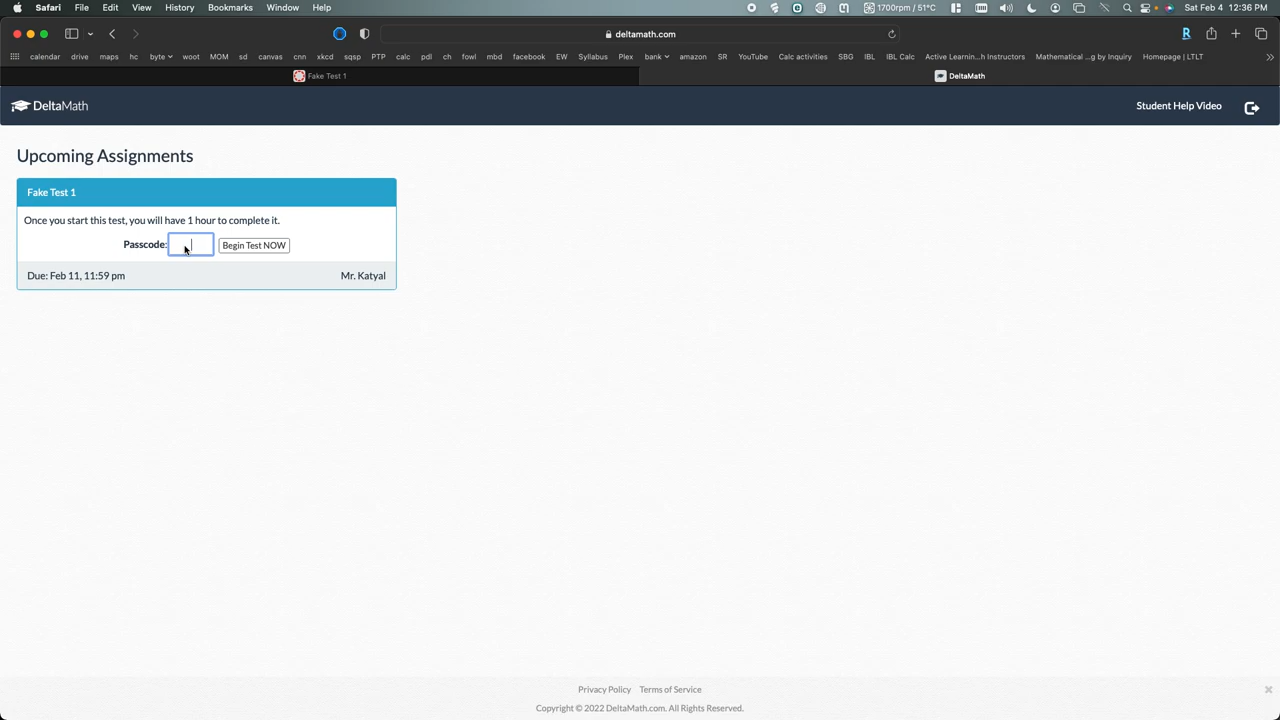 Safari File Edit View History Bookmarks Window Help 1700rpm / 51°C Sat Feb 4 12:36 PM
deltamath.com
calendar drive maps hc byte woot MOM sd canvas cnn xkcd sqsp PTP calc pdl ch fowl mbd facebook EW Syllabus Plex bank amazon SR YouTube Calc activities SBG IBL IBL Calc Active Learnin...h Instructors Mathematical ...g by Inquiry Homepage | LTLT
Fake Test 1 DeltaMath
DeltaMath Student Help Video
Upcoming Assignments
Fake Test 1
Once you start this test, you will have 1 hour to complete it.
Passcode: Begin Test NOW
Due: Feb 11, 11:59 pm Mr. Katyal
Privacy Policy Terms of Service
Copyright © 2022 DeltaMath.com. All Rights Reserved.